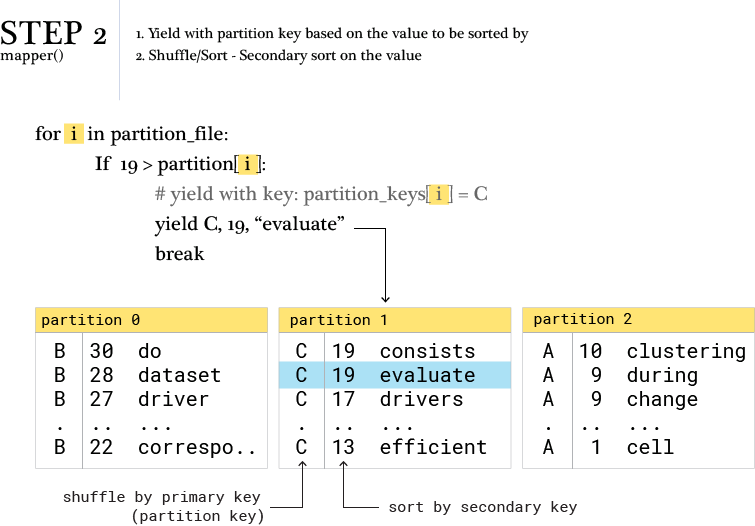 STEP 2
mapper()
1. Yield with partition key based on the value to be sorted by
2. Shuffle/Sort - Secondary sort on the value
for i in partition_file:
If 19 > partition[ i ]:
# yield with key: partition_keys[ i ] = C
yield C, 19, “evaluate”
break
partition 0
B 30 do
B 28 dataset
B 27 driver
. .. ...
B 22 correspo..
partition 1
C 19 consists
C 19 evaluate
C 17 drivers
. .. ...
C 13 efficient
partition 2
A 10 clustering
A 9 during
A 9 change
. .. ...
A 1 cell
shuffle by primary key
(partition key)
sort by secondary key